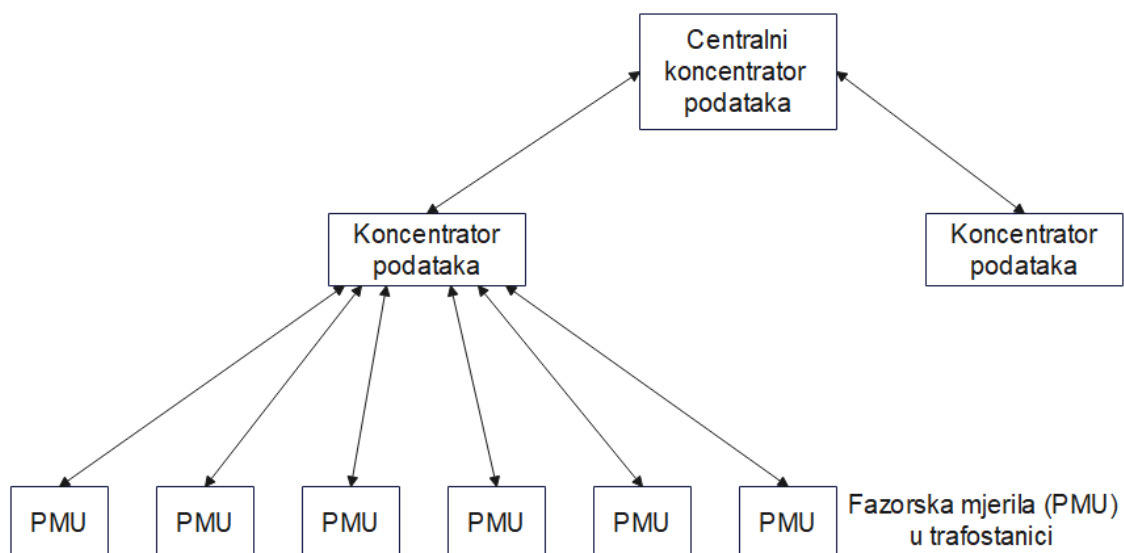 Centralni
koncentrator
podataka
Koncentrator
podataka
Koncentrator
podataka
PMU
PMU
PMU
PMU
PMU
PMU
Fazorska mjerila (PMU)
u trafostanici